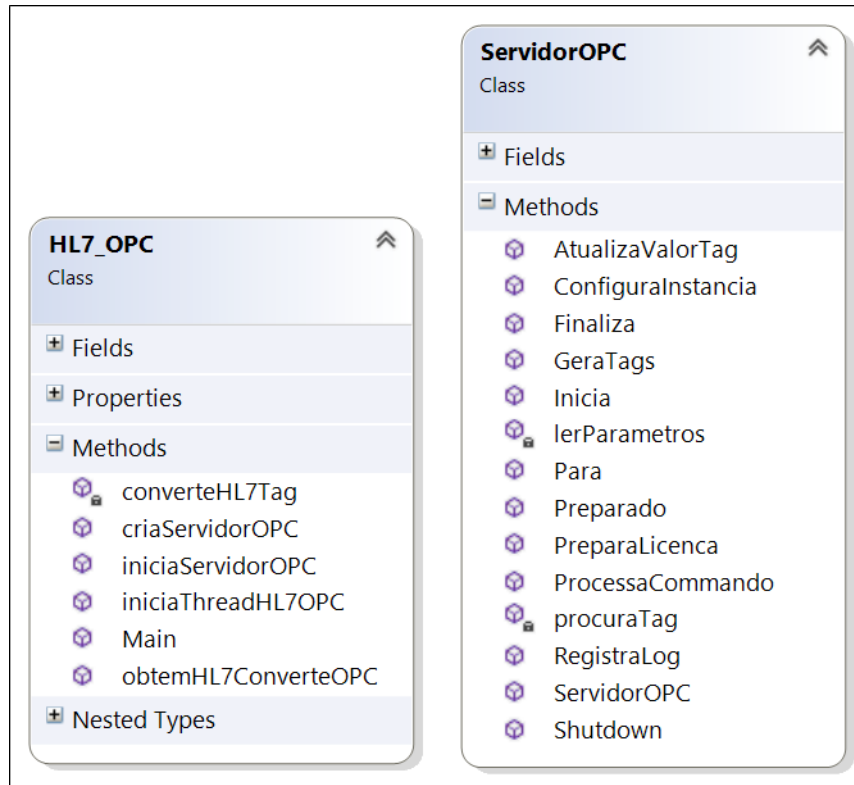 HL7_OPC
Class
Fields
Properties
Methods
converteHL7Tag
criaServidorOPC
iniciaServidorOPC
iniciaThreadHL7OPC
Main
obtemHL7ConverteOPC
Nested Types
ServidorOPC
Class
Fields
Methods
AtualizaValorTag
ConfiguraInstancia
Finaliza
GeraTags
Inicia
lerParametros
Para
Preparado
PreparaLicenca
ProcessaCommando
procuraTag
RegistraLog
ServidorOPC
Shutdown